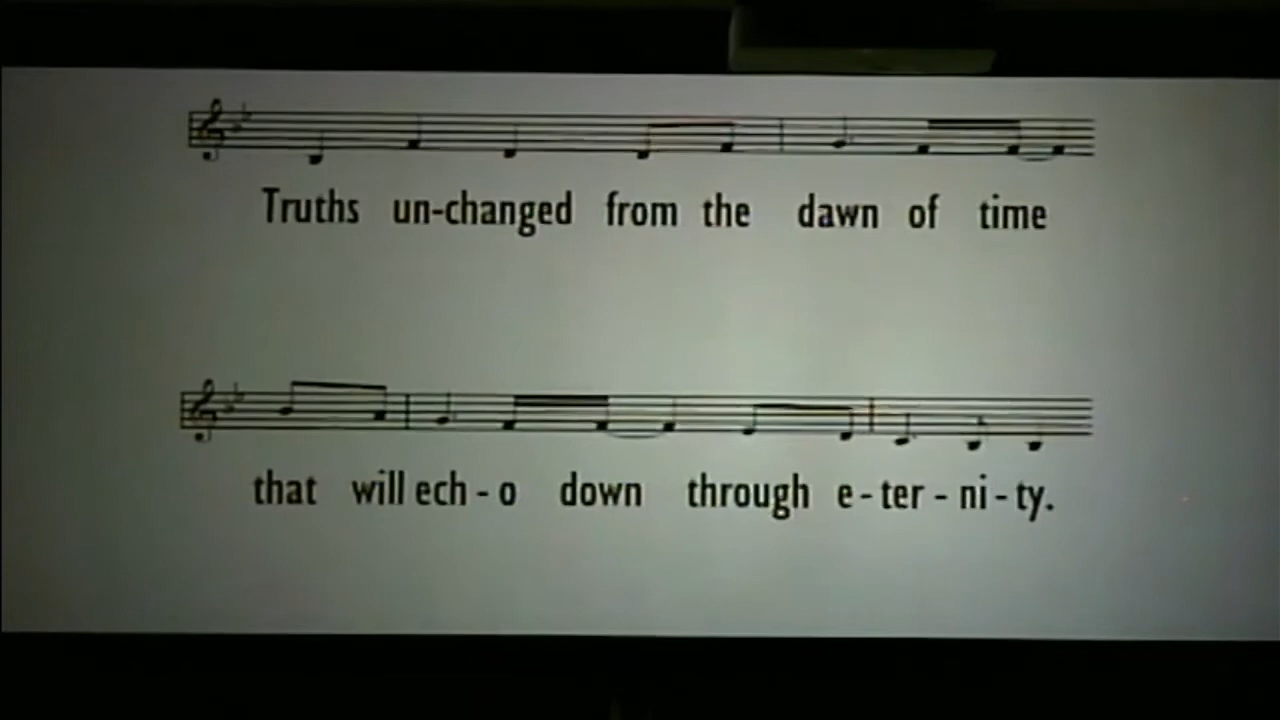 Truths un-changed from the dawn of time
that will ech - o down through e - ter - ni - ty.